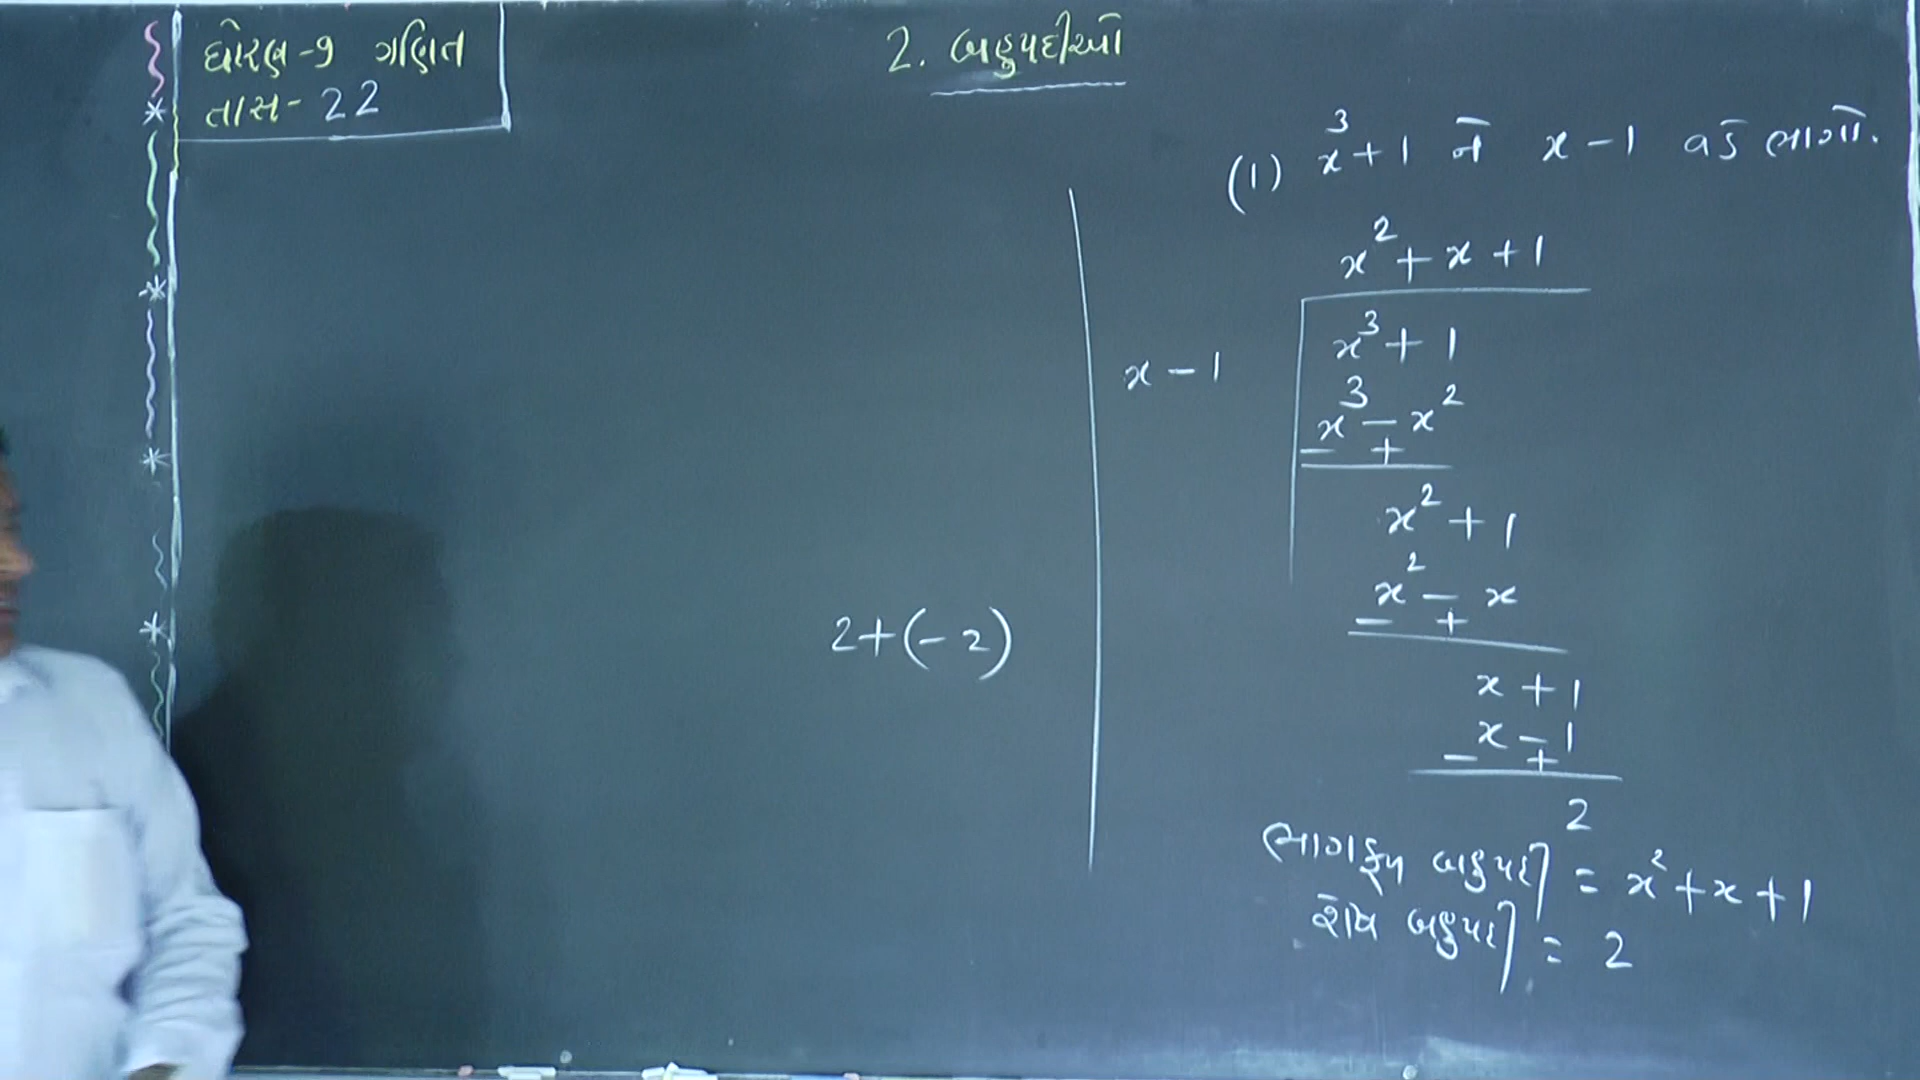 ધોરણ-૧ ગણિત
તાસ- 22
2. બહુપદીઓ
(1) x³+1 ને x-1 વડે ભાગો.
x² + x + 1
x³ + 1
x - 1
x³ - x²
- +
x² + 1
x² - x
- +
2+(-2)
x + 1
x - 1
- +
2
ભાગફળ બહુપદી = x² + x + 1
શેષ બહુપદી = 2